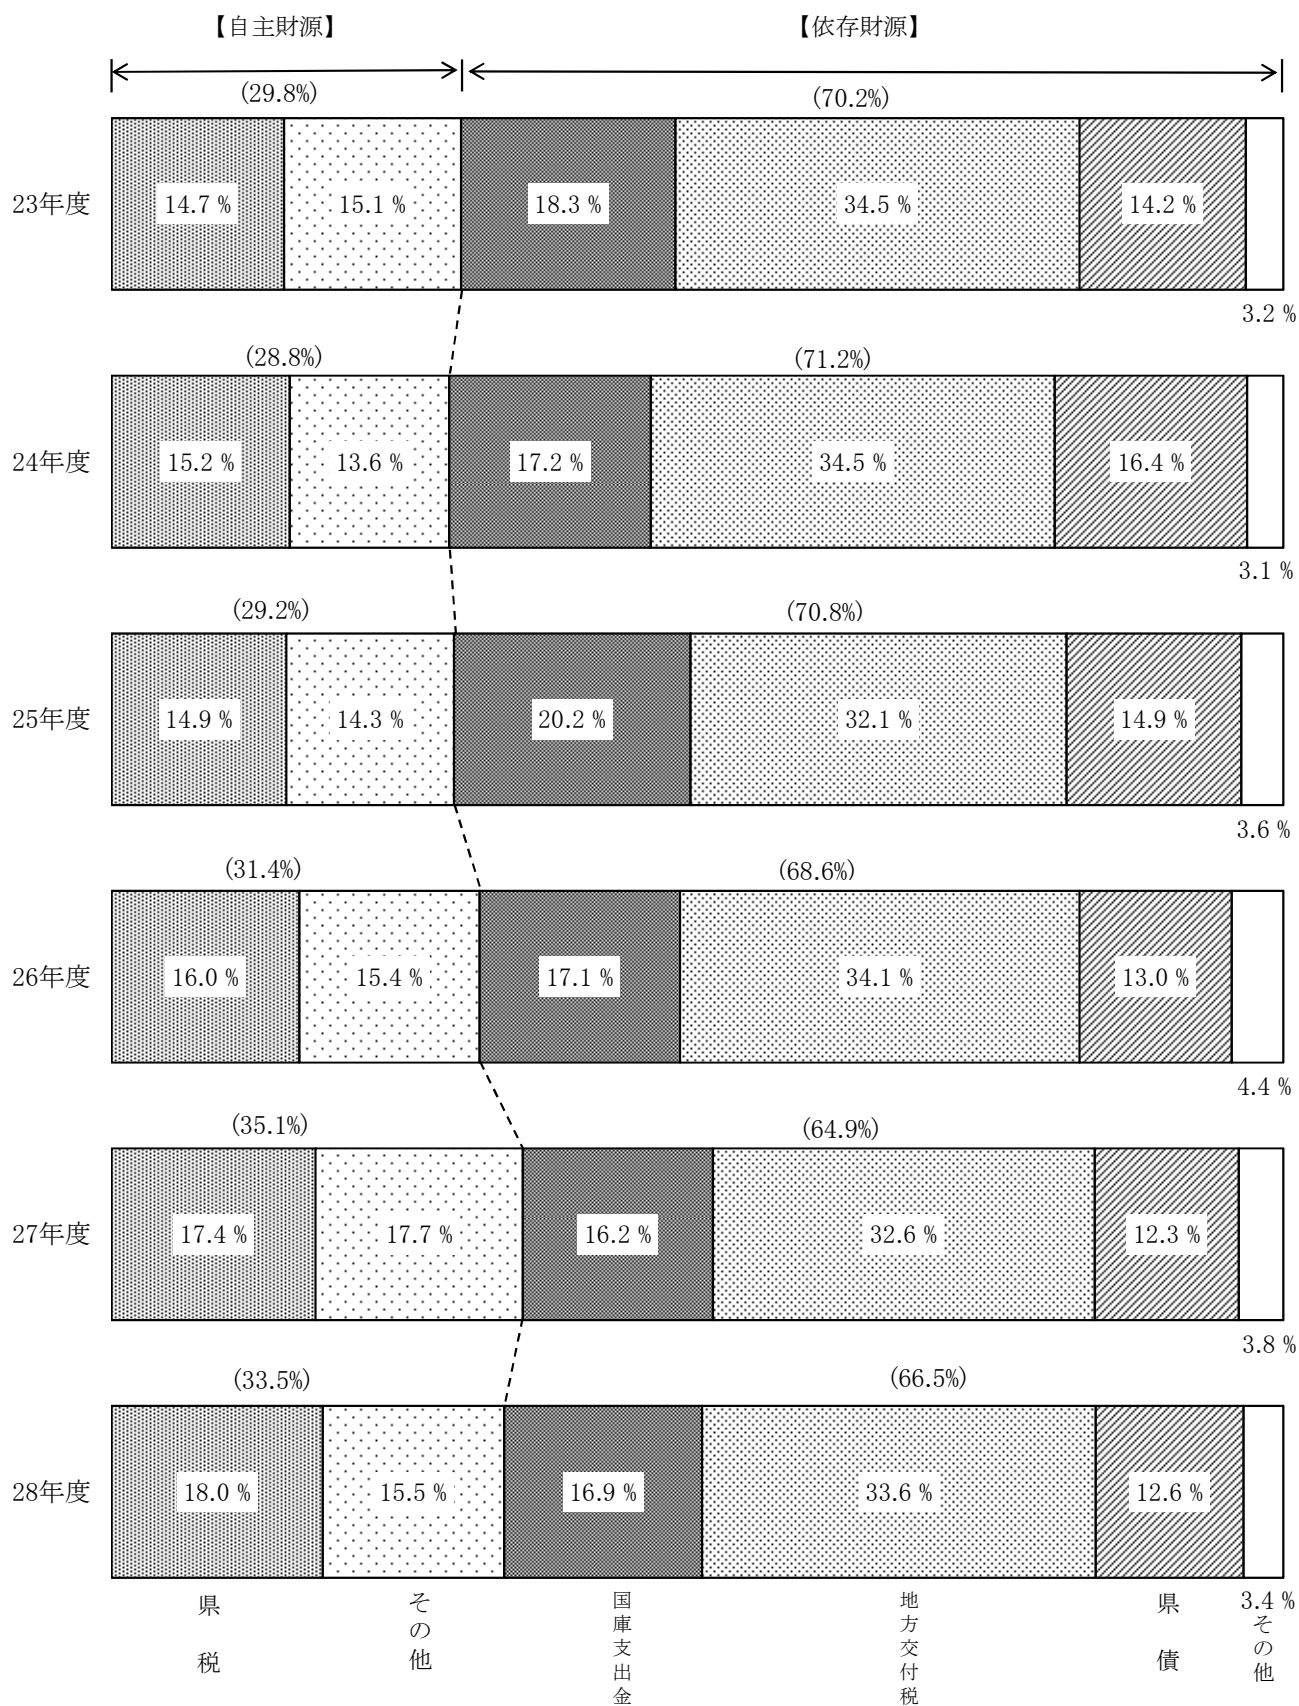 【自主財源】 【依存財源】
(29.8%) (70.2%)
23年度 14.7 % 15.1 % 18.3 % 34.5 % 14.2 %
3.2 %
(28.8%) (71.2%)
24年度 15.2 % 13.6 % 17.2 % 34.5 % 16.4 %
3.1 %
(29.2%) (70.8%)
25年度 14.9 % 14.3 % 20.2 % 32.1 % 14.9 %
3.6 %
(31.4%) (68.6%)
26年度 16.0 % 15.4 % 17.1 % 34.1 % 13.0 %
4.4 %
(35.1%) (64.9%)
27年度 17.4 % 17.7 % 16.2 % 32.6 % 12.3 %
3.8 %
(33.5%) (66.5%)
28年度 18.0 % 15.5 % 16.9 % 33.6 % 12.6 %
3.4 %
県税
その他
国庫支出金
地方交付税
県債
その他